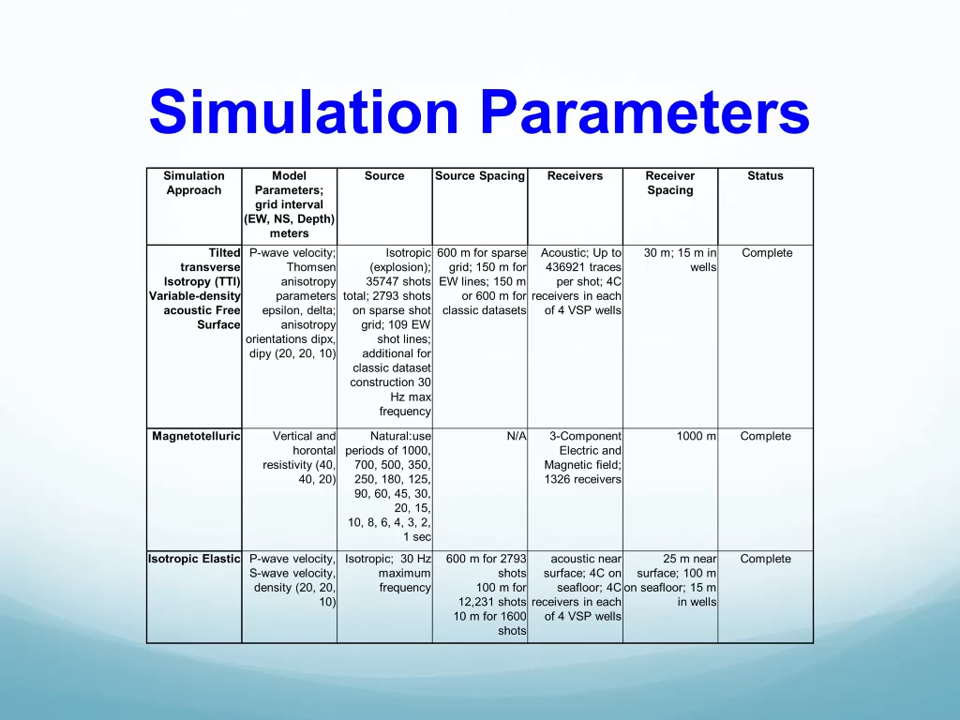 Simulation Parameters
Simulation
Approach
Model
Parameters;
grid interval
(EW, NS, Depth)
meters
Source
Source Spacing
Receivers
Receiver
Spacing
Status
Tilted
transverse
Isotropy (TTI)
Variable-density
acoustic Free
Surface
P-wave velocity;
Thomsen
anisotropy
parameters
epsilon, delta;
anisotropy
orientations dipx,
dipy (20, 20, 10)
Isotropic
(explosion);
35747 shots
total; 2793 shots
on sparse shot
grid; 109 EW
shot lines;
additional for
classic dataset
construction 30
Hz max
frequency
600 m for sparse
grid; 150 m for
EW lines; 150 m
or 600 m for
classic datasets
Acoustic; Up to
436921 traces
per shot; 4C
receivers in each
of 4 VSP wells
30 m; 15 m in
wells
Complete
Magnetotelluric
Vertical and
horontal
resistivity (40,
40, 20)
Natural:use
periods of 1000,
700, 500, 350,
250, 180, 125,
90, 60, 45, 30,
20, 15,
10, 8, 6, 4, 3, 2,
1 sec
N/A
3-Component
Electric and
Magnetic field;
1326 receivers
1000 m
Complete
Isotropic Elastic
P-wave velocity,
S-wave velocity,
density (20, 20,
10)
Isotropic; 30 Hz
maximum
frequency
600 m for 2793
shots
100 m for
12,231 shots
10 m for 1600
shots
acoustic near
surface; 4C on
seafloor; 4C
receivers in each
of 4 VSP wells
25 m near
surface; 100 m
on seafloor; 15 m
in wells
Complete